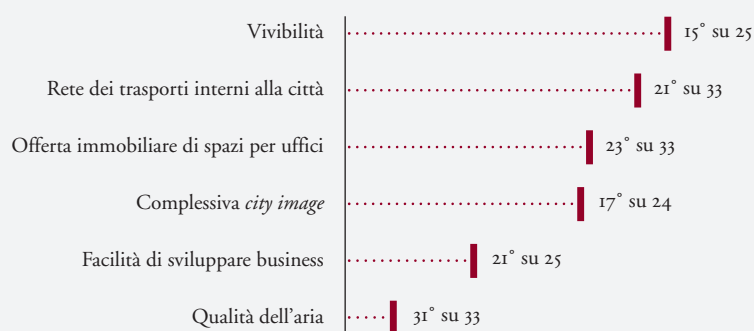 Vivibilità 15° su 25
Rete dei trasporti interni alla città 21° su 33
Offerta immobiliare di spazi per uffici 23° su 33
Complessiva city image 17° su 24
Facilità di sviluppare business 21° su 25
Qualità dell'aria 31° su 33